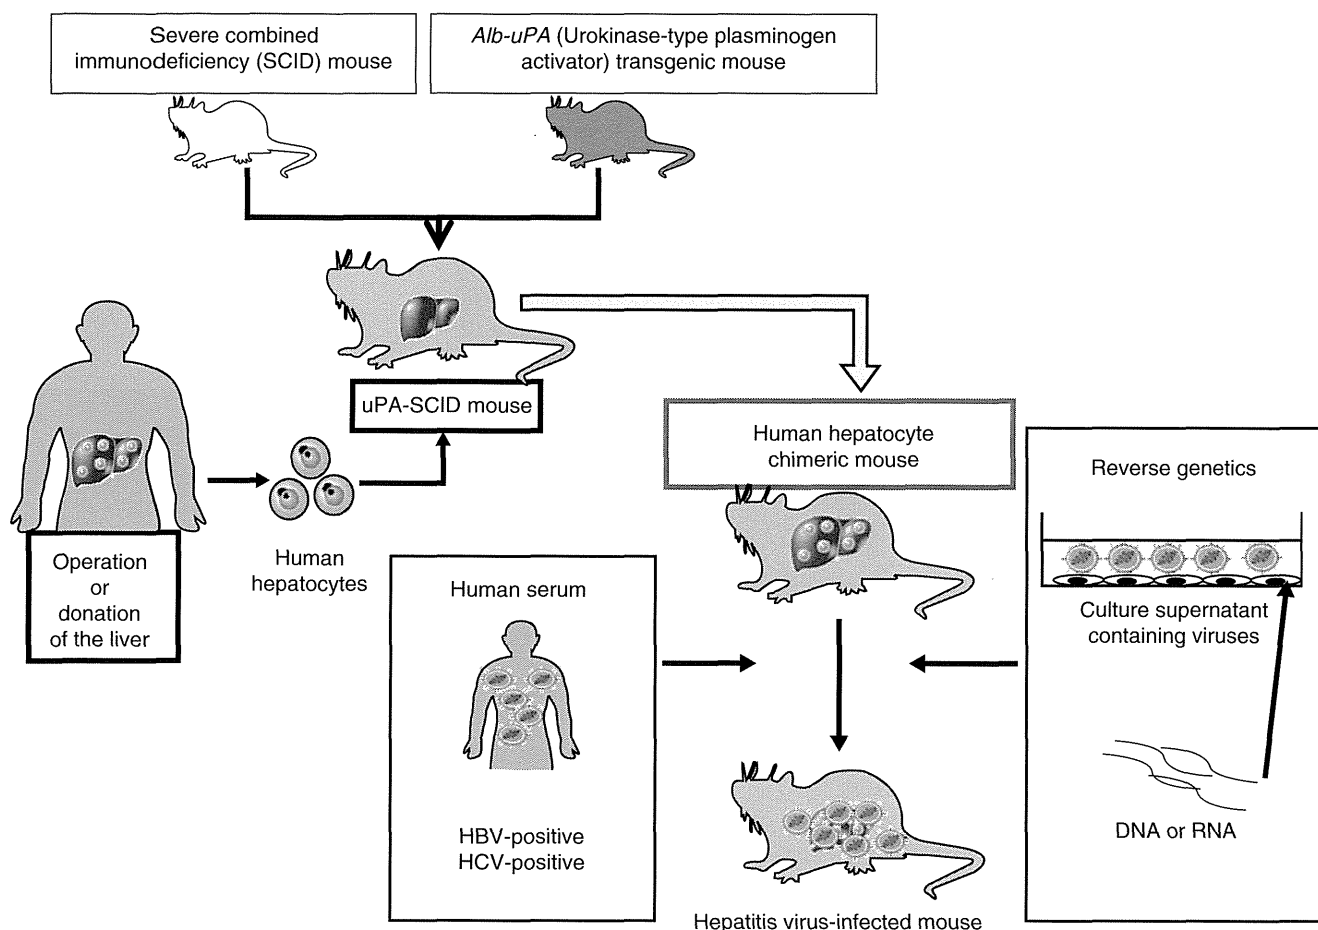 Severe combined
immunodeficiency (SCID) mouse
Alb-uPA (Urokinase-type plasminogen
activator) transgenic mouse
uPA-SCID mouse
Human hepatocyte
chimeric mouse
Reverse genetics
Operation
or
donation
of the liver
Human
hepatocytes
Human serum
Culture supernatant
containing viruses
HBV-positive
HCV-positive
DNA or RNA
Hepatitis virus-infected mouse